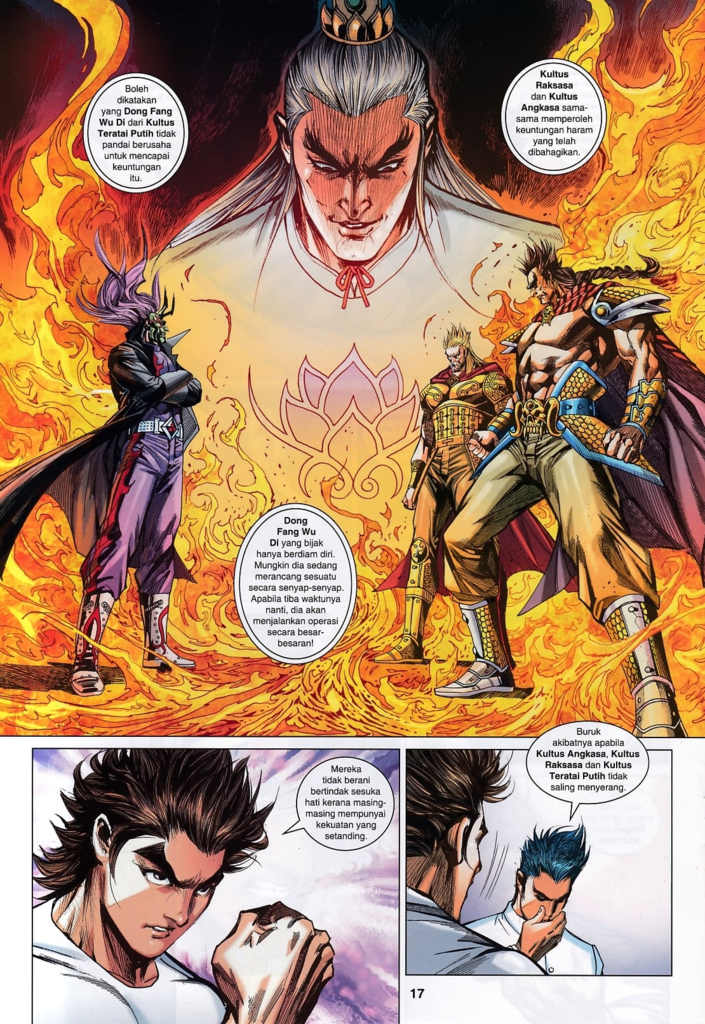 Boleh
dikatakan
yang Dong Fang
Wu Di dari Kultus
Teratai Putih tidak
pandai berusaha
untuk mencapai
keuntungan
itu.
Kultus
Raksasa
dan Kultus
Angkasa sama-
sama memperoleh
keuntungan haram
yang telah
dibahagikan.
Dong
Fang Wu
Di yang bijak
hanya berdiam diri.
Mungkin dia sedang
merancang sesuatu
secara senyap-senyap.
Apabila tiba waktunya
nanti, dia akan
menjalankan operasi
secara besar-
besaran!
Mereka
tidak berani
bertindak sesuka
hati kerana masing-
masing mempunyai
kekuatan yang
setanding.
Buruk
akibatnya apabila
Kultus Angkasa, Kultus
Raksasa dan Kultus
Teratai Putih tidak
saling menyerang.
17